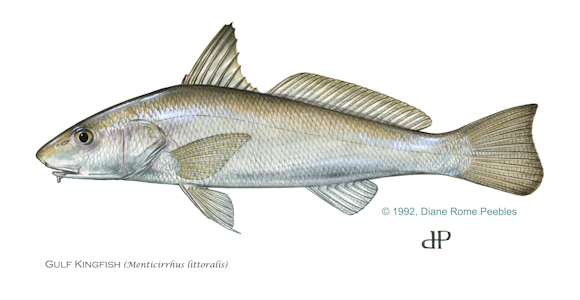 © 1992, Diane Rome Peebles
dP
GULF KINGFISH (Menticirrhus littoralis)